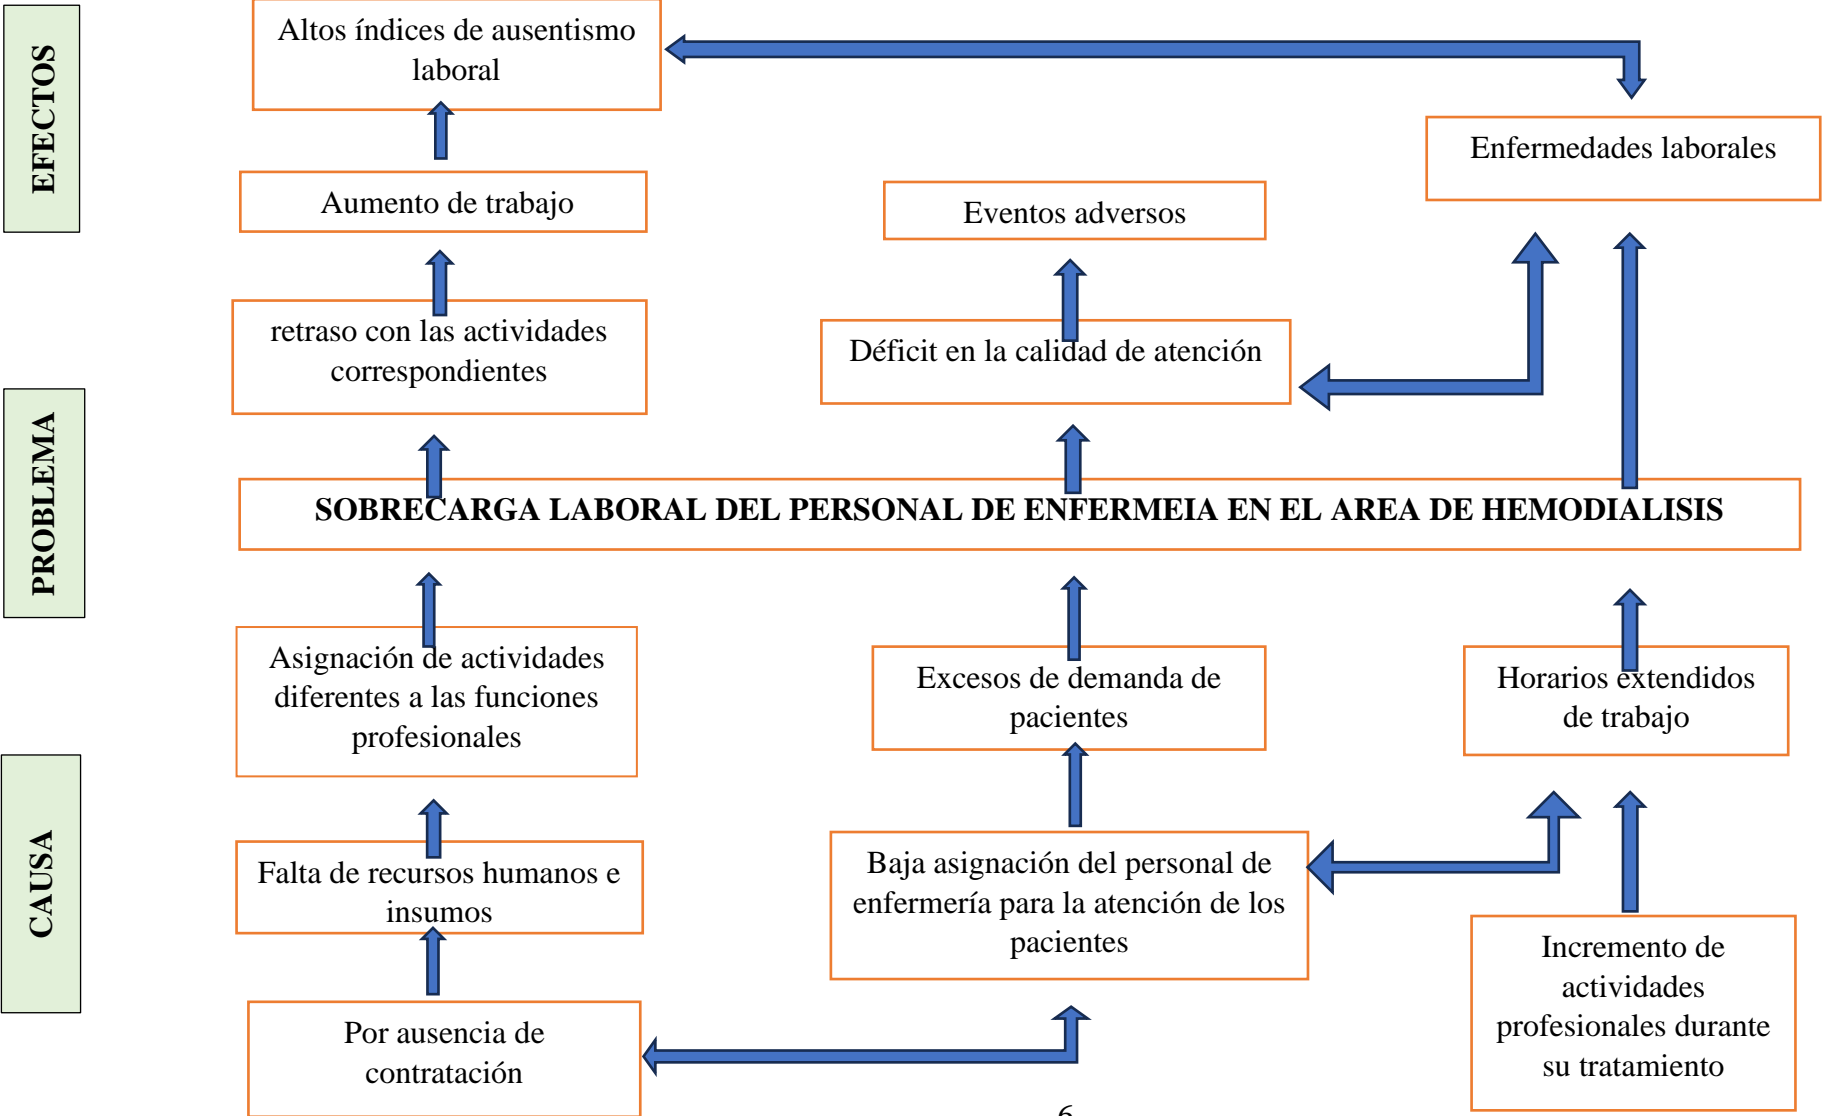 EFECTOS
Altos índices de ausentismo
laboral
Enfermedades laborales
Aumento de trabajo
Eventos adversos
retraso con las actividades
correspondientes
Déficit en la calidad de atención
PROBLEMA
SOBRECARGA LABORAL DEL PERSONAL DE ENFERMEIA EN EL AREA DE HEMODIALISIS
Asignación de actividades
diferentes a las funciones
profesionales
Excesos de demanda de
pacientes
Horarios extendidos
de trabajo
CAUSA
Falta de recursos humanos e
insumos
Baja asignación del personal de
enfermería para la atención de los
pacientes
Incremento de
actividades
profesionales durante
su tratamiento
Por ausencia de
contratación
6